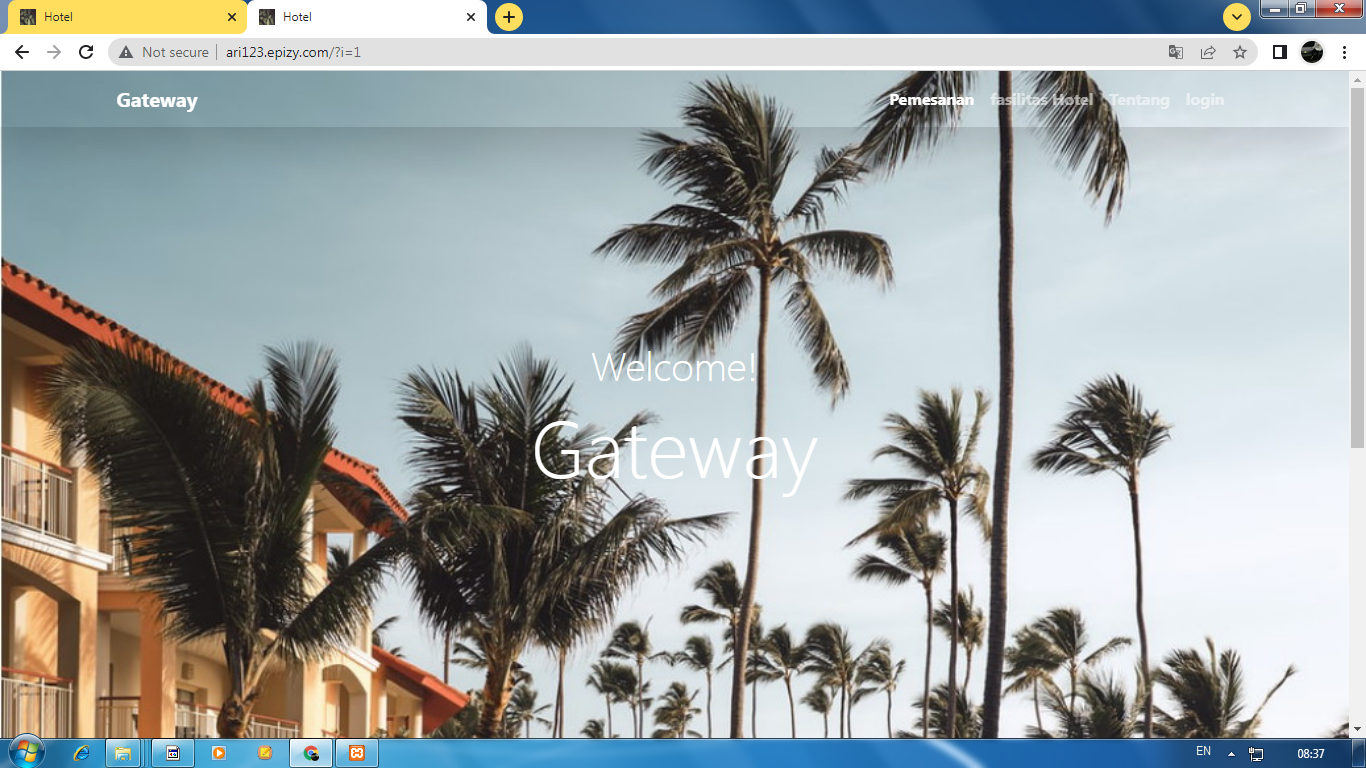 Hotel
Hotel
Not secure
ari123.epizy.com/?i=1
Gateway
Pemesanan fasilitas Hotel Tentang login
Welcome!
Gateway
EN
08:37